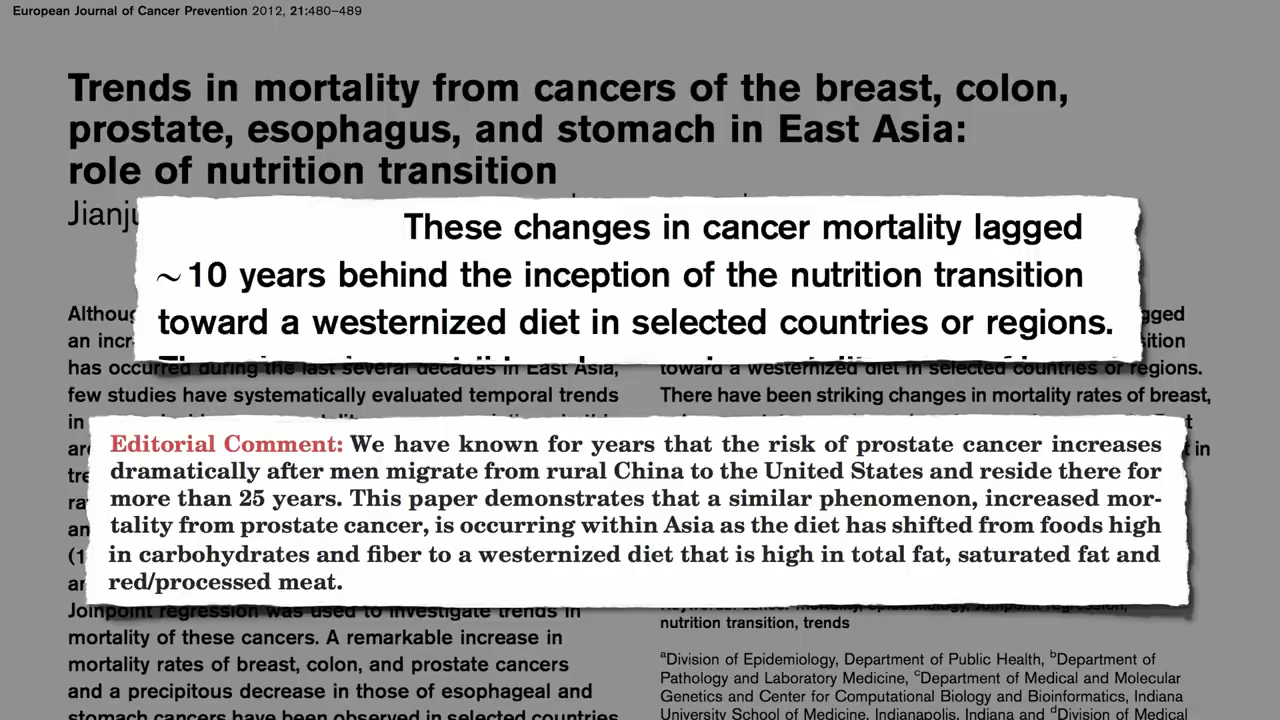 European Journal of Cancer Prevention 2012, 21:480–489
Trends in mortality from cancers of the breast, colon,
prostate, esophagus, and stomach in East Asia:
role of nutrition transition
These changes in cancer mortality lagged
~10 years behind the inception of the nutrition transition
toward a westernized diet in selected countries or regions.
an
has occurred during the last several decades in East Asia,
few studies have systematically evaluated temporal trends
in
Editorial Comment: We have known for years that the risk of prostate cancer increases
dramatically after men migrate from rural China to the United States and reside there for
more than 25 years. This paper demonstrates that a similar phenomenon, increased mor-
tality from prostate cancer, is occurring within Asia as the diet has shifted from foods high
in carbohydrates and fiber to a westernized diet that is high in total fat, saturated fat and
red/processed meat.
Joinpoint regression was used to investigate trends in
mortality of these cancers. A remarkable increase in
mortality rates of breast, colon, and prostate cancers
and a precipitous decrease in those of esophageal and
stomach cancers have been observed in selected countries
toward a westernized diet in selected countries or regions.
There have been striking changes in mortality rates of breast,
in
nutrition transition, trends
aDivision of Epidemiology, Department of Public Health, bDepartment of
Pathology and Laboratory Medicine, cDepartment of Medical and Molecular
Genetics and Center for Computational Biology and Bioinformatics, Indiana
University School of Medicine, Indianapolis, Indiana and dDivision of Medical